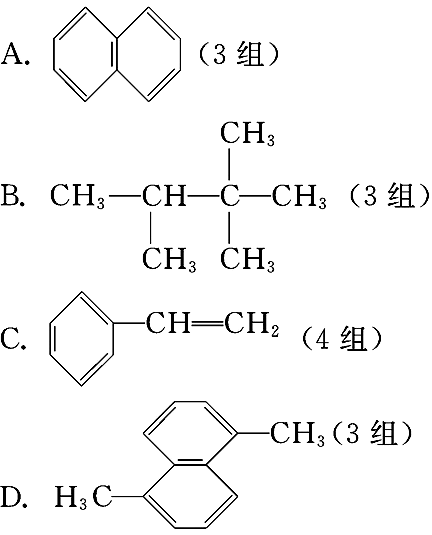 A. (3 组)
CH₃
B. CH₃—CH—C—CH₃ (3 组)
CH₃ CH₃
C. —CH=CH₂ (4 组)
—CH₃(3 组)
D. H₃C—